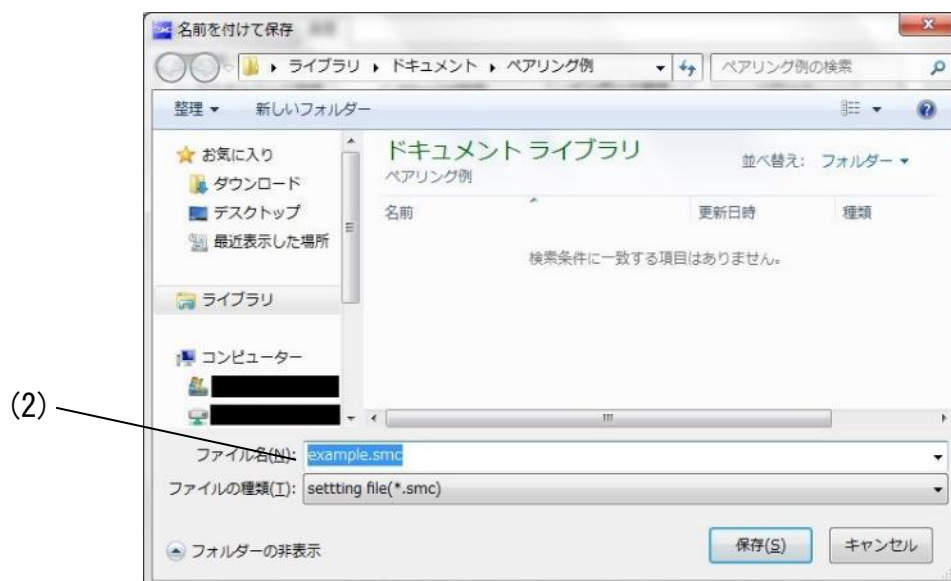 名前を付けて保存
ライブラリ ▸ ドキュメント ▸ ペアリング例
ペアリング例の検索
整理 ▼ 新しいフォルダー
お気に入り
ダウンロード
デスクトップ
最近表示した場所
ライブラリ
コンピューター
ドキュメント ライブラリ
ペアリング例
並べ替え: フォルダー ▼
名前 更新日時 種類
検索条件に一致する項目はありません。
(2)
ファイル名(N): example.smc
ファイルの種類(T): settting file(*.smc)
フォルダーの非表示
保存(S) キャンセル